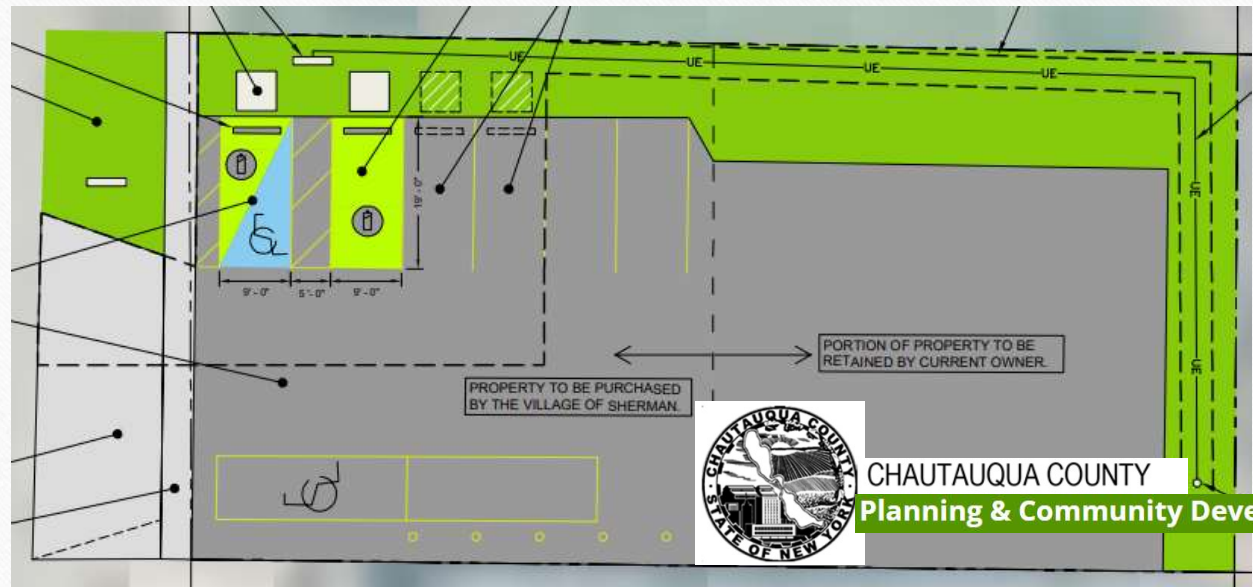 UE
UE
UE
UE
UE
UE
19'-0"
9'-0"
5'-0"
9'-0"
PORTION OF PROPERTY TO BE
RETAINED BY CURRENT OWNER.
PROPERTY TO BE PURCHASED
BY THE VILLAGE OF SHERMAN.
CHAUTAUQUA COUNTY
STATE OF NEW YORK
CHAUTAUQUA COUNTY
Planning & Community Deve